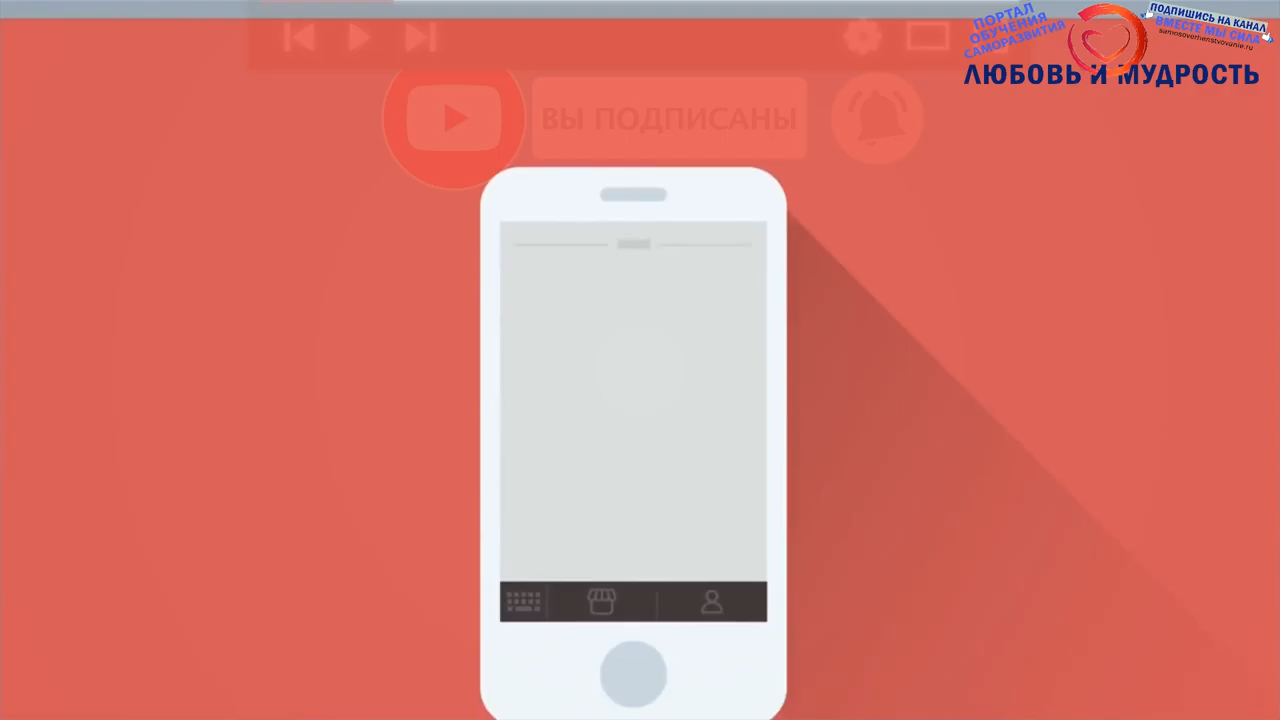 ПОРТАЛ
ОБУЧЕНИЯ
САМОРАЗВИТИЯ
ПОДПИШИСЬ НА КАНАЛ
ВМЕСТЕ МЫ СИЛА
samosovershenstvovanie.ru
ЛЮБОВЬ И МУДРОСТЬ
ВЫ ПОДПИСАНЫ